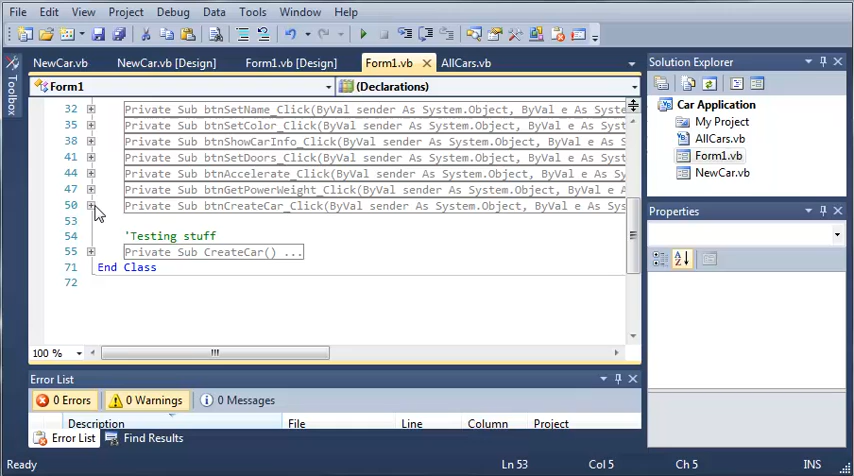 File Edit View Project Debug Data Tools Window Help
NewCar.vb NewCar.vb [Design] Form1.vb [Design] Form1.vb AllCars.vb
Toolbox
Form1 (Declarations)
32 Private Sub btnSetName_Click(ByVal sender As System.Object, ByVal e As Syste
35 Private Sub btnSetColor_Click(ByVal sender As System.Object, ByVal e As Syst
38 Private Sub btnShowCarInfo_Click(ByVal sender As System.Object, ByVal e As S
41 Private Sub btnSetDoors_Click(ByVal sender As System.Object, ByVal e As Syst
44 Private Sub btnAccelerate_Click(ByVal sender As System.Object, ByVal e As Sy
47 Private Sub btnGetPowerWeight_Click(ByVal sender As System.Object, ByVal e A
50 Private Sub btnCreateCar_Click(ByVal sender As System.Object, ByVal e As Sys
53
54 'Testing stuff
55 Private Sub CreateCar() ...
71 End Class
72
100 %
Solution Explorer
Car Application
My Project
AllCars.vb
Form1.vb
NewCar.vb
Properties
Error List
0 Errors 0 Warnings 0 Messages
Description File Line Column Project
Error List Find Results
Ready Ln 53 Col 5 Ch 5 INS